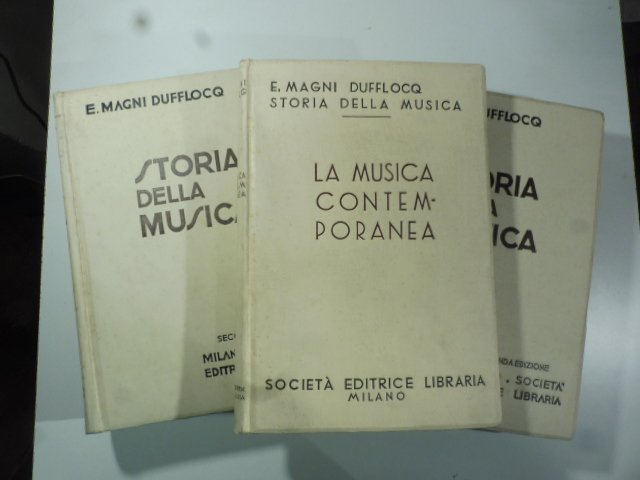 E. MAGNI DUFFLOCQ
STORIA
DELLA
MUSICA
SECO
MILAN
EDITR
E. MAGNI DUFFLOCQ
STORIA DELLA MUSICA
LA MUSICA
CONTEM-
PORANEA
SOCIETÀ EDITRICE LIBRARIA
MILANO
UFFLOCQ
ORIA
A
ICA
NDA EDIZIONE
- SOCIETA'
E LIBRARIA